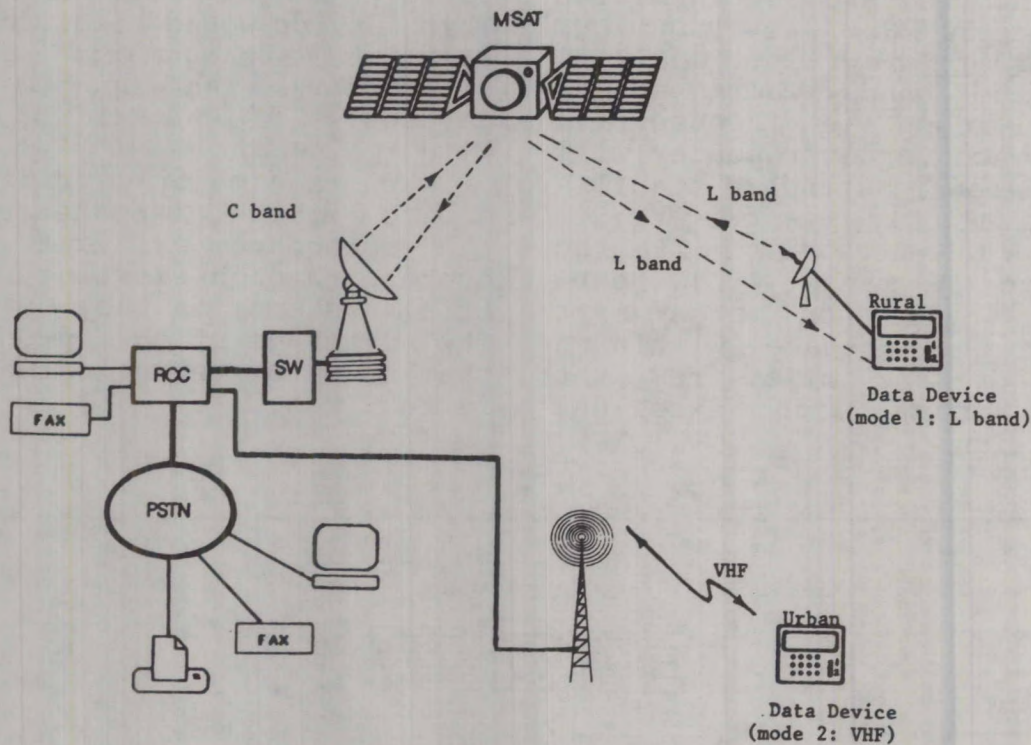 MSAT
C band
L band
L band
Rural
Data Device
(mode 1: L band)
RCC
SW
FAX
PSTN
FAX
VHF
Urban
Data Device
(mode 2: VHF)